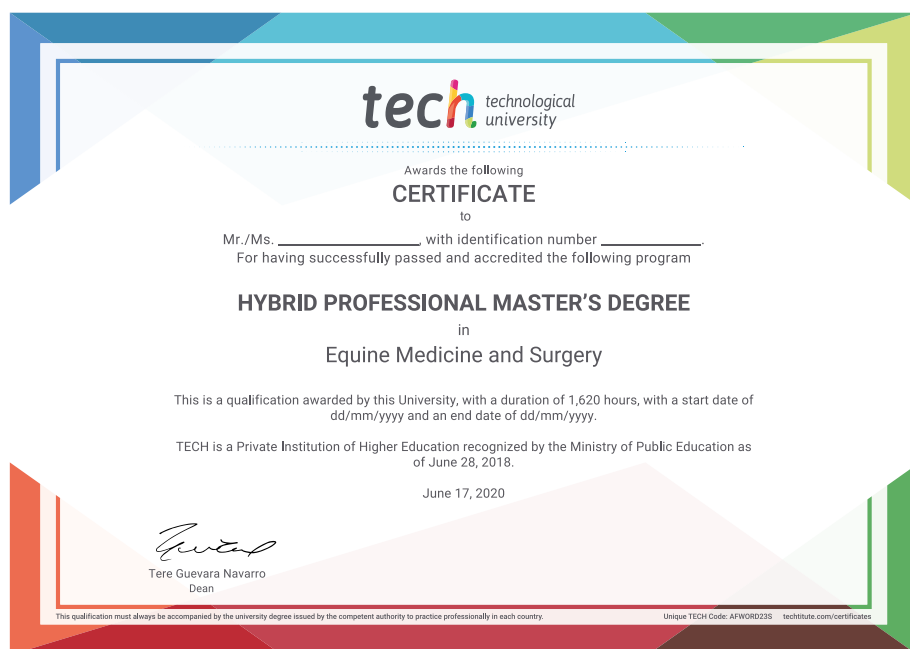 tech technological
university
Awards the following
CERTIFICATE
to
Mr./Ms. ____________________, with identification number ______________.
For having successfully passed and accredited the following program
HYBRID PROFESSIONAL MASTER'S DEGREE
in
Equine Medicine and Surgery
This is a qualification awarded by this University, with a duration of 1,620 hours, with a start date of
dd/mm/yyyy and an end date of dd/mm/yyyy.
TECH is a Private Institution of Higher Education recognized by the Ministry of Public Education as
of June 28, 2018.
June 17, 2020
Tere Guevara Navarro
Dean
This qualification must always be accompanied by the university degree issued by the competent authority to practice professionally in each country.
Unique TECH Code: AFWORD23S techtitute.com/certificates